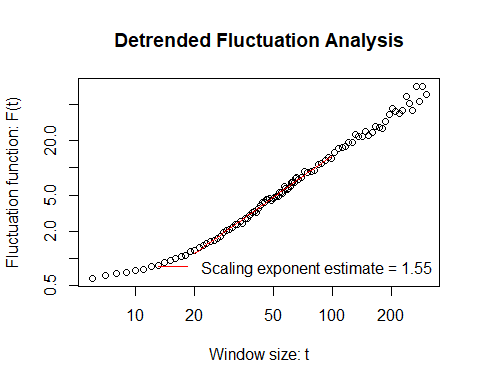 Detrended Fluctuation Analysis
Fluctuation function: F(t)
20.0
5.0
2.0
0.5
Scaling exponent estimate = 1.55
10 20 50 100 200
Window size: t